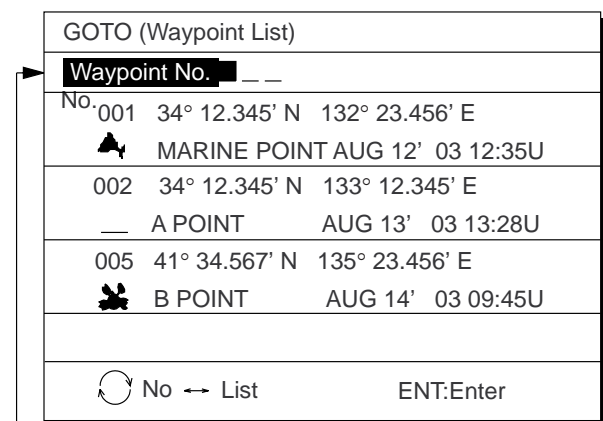 GOTO (Waypoint List)
Waypoint No. _ _
No.
001 34° 12.345’ N 132° 23.456’ E
MARINE POINT AUG 12’ 03 12:35U
002 34° 12.345’ N 133° 12.345’ E
__ A POINT AUG 13’ 03 13:28U
005 41° 34.567’ N 135° 23.456’ E
B POINT AUG 14’ 03 09:45U
No ↔ List ENT:Enter